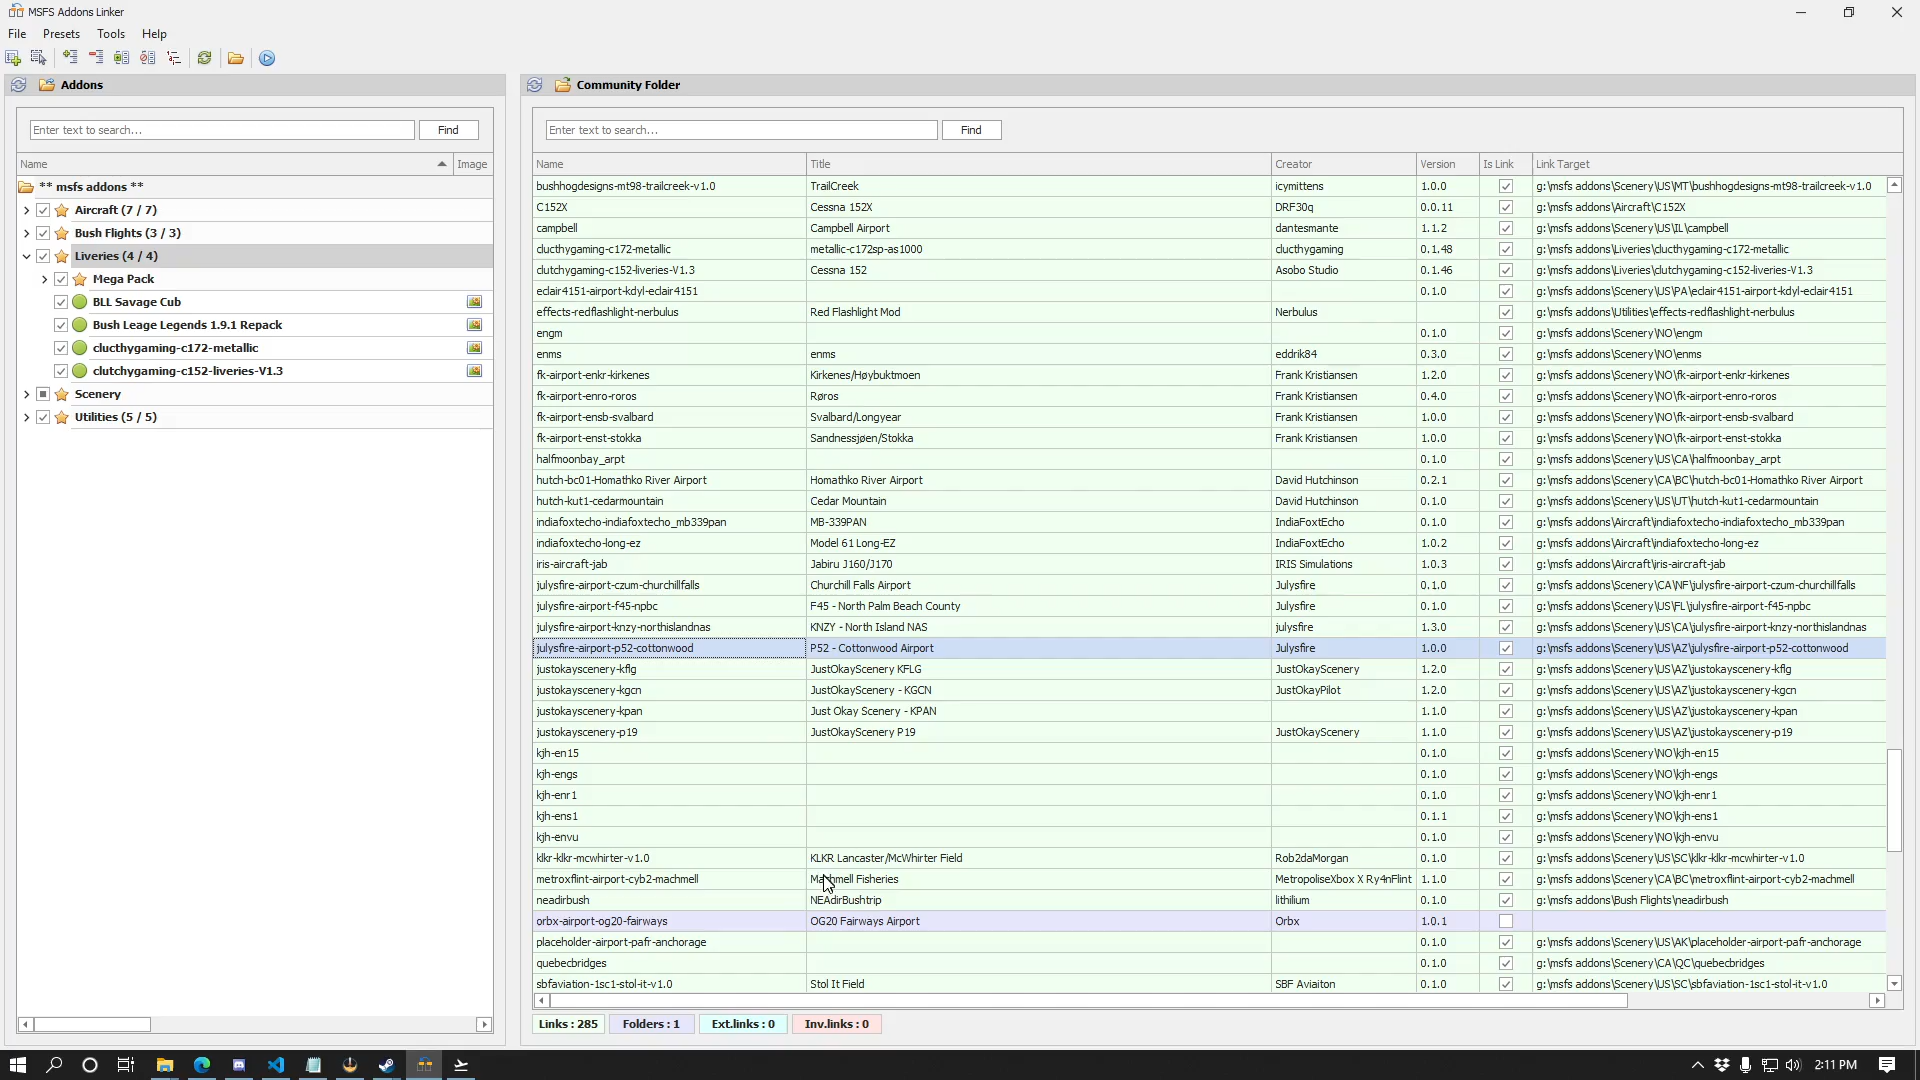 MSFS Addons Linker
File Presets Tools Help
Addons
Enter text to search... Find
Name Image
** msfs addons **
Aircraft (7 / 7)
Bush Flights (3 / 3)
Liveries (4 / 4)
Mega Pack
BLL Savage Cub
Bush Leage Legends 1.9.1 Repack
clucthygaming-c172-metallic
clutchygaming-c152-liveries-V1.3
Scenery
Utilities (5 / 5)
Community Folder
Enter text to search... Find
Name Title Creator Version Is Link Link Target
bushhogdesigns-mt98-trailcreek-v1.0 TrailCreek icymittens 1.0.0 g:\msfs addons\Scenery\US\MT\bushhogdesigns-mt98-trailcreek-v1.0
C152X Cessna 152X DRF30q 0.0.11 g:\msfs addons\Aircraft\C152X
campbell Campbell Airport dantesmante 1.1.2 g:\msfs addons\Scenery\US\IL\campbell
clucthygaming-c172-metallic metallic-c172sp-as1000 clucthygaming 0.1.48 g:\msfs addons\Liveries\clucthygaming-c172-metallic
clutchygaming-c152-liveries-V1.3 Cessna 152 Asobo Studio 0.1.46 g:\msfs addons\Liveries\clutchygaming-c152-liveries-V1.3
eclair4151-airport-kdyl-eclair4151 0.1.0 g:\msfs addons\Scenery\US\PA\eclair4151-airport-kdyl-eclair4151
effects-redflashlight-nerbulus Red Flashlight Mod Nerbulus g:\msfs addons\Utilities\effects-redflashlight-nerbulus
engm 0.1.0 g:\msfs addons\Scenery\NO\engm
enms enms eddrik84 0.3.0 g:\msfs addons\Scenery\NO\enms
fk-airport-enkr-kirkenes Kirkenes/Høybuktmoen Frank Kristiansen 1.2.0 g:\msfs addons\Scenery\NO\fk-airport-enkr-kirkenes
fk-airport-enro-roros Røros Frank Kristiansen 0.4.0 g:\msfs addons\Scenery\NO\fk-airport-enro-roros
fk-airport-ensb-svalbard Svalbard/Longyear Frank Kristiansen 1.0.0 g:\msfs addons\Scenery\NO\fk-airport-ensb-svalbard
fk-airport-enst-stokka Sandnessjøen/Stokka Frank Kristiansen 1.0.0 g:\msfs addons\Scenery\NO\fk-airport-enst-stokka
halfmoonbay_arpt 0.1.0 g:\msfs addons\Scenery\US\CA\halfmoonbay_arpt
hutch-bc01-Homathko River Airport Homathko River Airport David Hutchinson 0.2.1 g:\msfs addons\Scenery\CA\BC\hutch-bc01-Homathko River Airport
hutch-kut1-cedarmountain Cedar Mountain David Hutchinson 0.1.0 g:\msfs addons\Scenery\US\UT\hutch-kut1-cedarmountain
indiafoxtecho-indiafoxtecho_mb339pan MB-339PAN IndiaFoxtEcho 0.1.0 g:\msfs addons\Aircraft\indiafoxtecho-indiafoxtecho_mb339pan
indiafoxtecho-long-ez Model 61 Long-EZ IndiaFoxtEcho 1.0.2 g:\msfs addons\Aircraft\indiafoxtecho-long-ez
iris-aircraft-jab Jabiru J160/J170 IRIS Simulations 1.0.3 g:\msfs addons\Aircraft\iris-aircraft-jab
julysfire-airport-czum-churchillfalls Churchill Falls Airport Julysfire 0.1.0 g:\msfs addons\Scenery\CA\NF\julysfire-airport-czum-churchillfalls
julysfire-airport-f45-npbc F45 - North Palm Beach County Julysfire 0.1.0 g:\msfs addons\Scenery\US\FL\julysfire-airport-f45-npbc
julysfire-airport-knzy-northislandnas KNZY - North Island NAS julysfire 1.3.0 g:\msfs addons\Scenery\US\CA\julysfire-airport-knzy-northislandnas
julysfire-airport-p52-cottonwood P52 - Cottonwood Airport Julysfire 1.0.0 g:\msfs addons\Scenery\US\AZ\julysfire-airport-p52-cottonwood
justokayscenery-kflg JustOkayScenery KFLG JustOkayScenery 1.2.0 g:\msfs addons\Scenery\US\AZ\justokayscenery-kflg
justokayscenery-kgcn JustOkayScenery - KGCN JustOkayPilot 1.2.0 g:\msfs addons\Scenery\US\AZ\justokayscenery-kgcn
justokayscenery-kpan Just Okay Scenery - KPAN 1.1.0 g:\msfs addons\Scenery\US\AZ\justokayscenery-kpan
justokayscenery-p19 JustOkayScenery P19 JustOkayScenery 1.1.0 g:\msfs addons\Scenery\US\AZ\justokayscenery-p19
kjh-en15 0.1.0 g:\msfs addons\Scenery\NO\kjh-en15
kjh-engs 0.1.0 g:\msfs addons\Scenery\NO\kjh-engs
kjh-enr1 0.1.0 g:\msfs addons\Scenery\NO\kjh-enr1
kjh-ens1 0.1.1 g:\msfs addons\Scenery\NO\kjh-ens1
kjh-envu 0.1.0 g:\msfs addons\Scenery\NO\kjh-envu
klkr-klkr-mcwhirter-v1.0 KLKR Lancaster/McWhirter Field Rob2daMorgan 0.1.0 g:\msfs addons\Scenery\US\SC\klkr-klkr-mcwhirter-v1.0
metroxflint-airport-cyb2-machmell Machmell Fisheries MetropoliseXbox X Ry4nFlint 1.1.0 g:\msfs addons\Scenery\CA\BC\metroxflint-airport-cyb2-machmell
neadirbush NEAdirBushtrip lithilium 0.1.0 g:\msfs addons\Bush Flights\neadirbush
orbx-airport-og20-fairways OG20 Fairways Airport Orbx 1.0.1
placeholder-airport-pafr-anchorage 0.1.0 g:\msfs addons\Scenery\US\AK\placeholder-airport-pafr-anchorage
quebecbridges 0.1.0 g:\msfs addons\Scenery\CA\QC\quebecbridges
sbfaviation-1sc1-stol-it-v1.0 Stol It Field SBF Aviaiton 0.1.0 g:\msfs addons\Scenery\US\SC\sbfaviation-1sc1-stol-it-v1.0
Links : 285 Folders : 1 Ext.links : 0 Inv.links : 0
2:11 PM